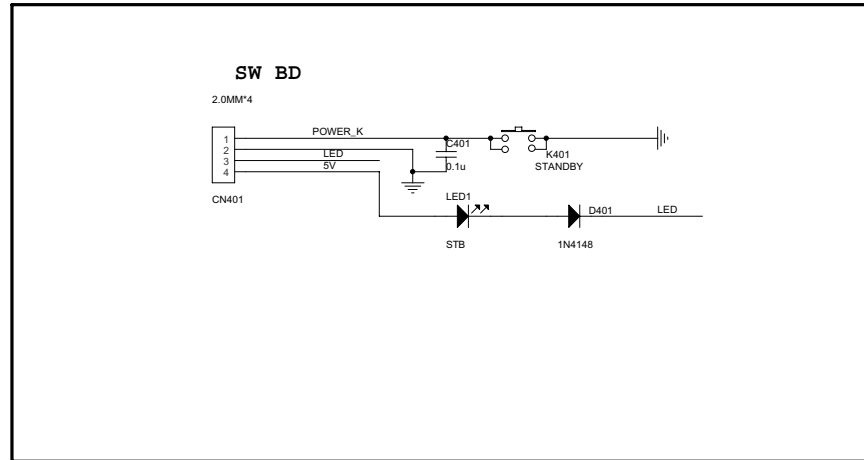 SW BD
2.0MM*4
1 POWER_K
2
3 LED
4 5V
CN401
C401
0.1u
K401
STANDBY
LED1
STB
D401
1N4148
LED